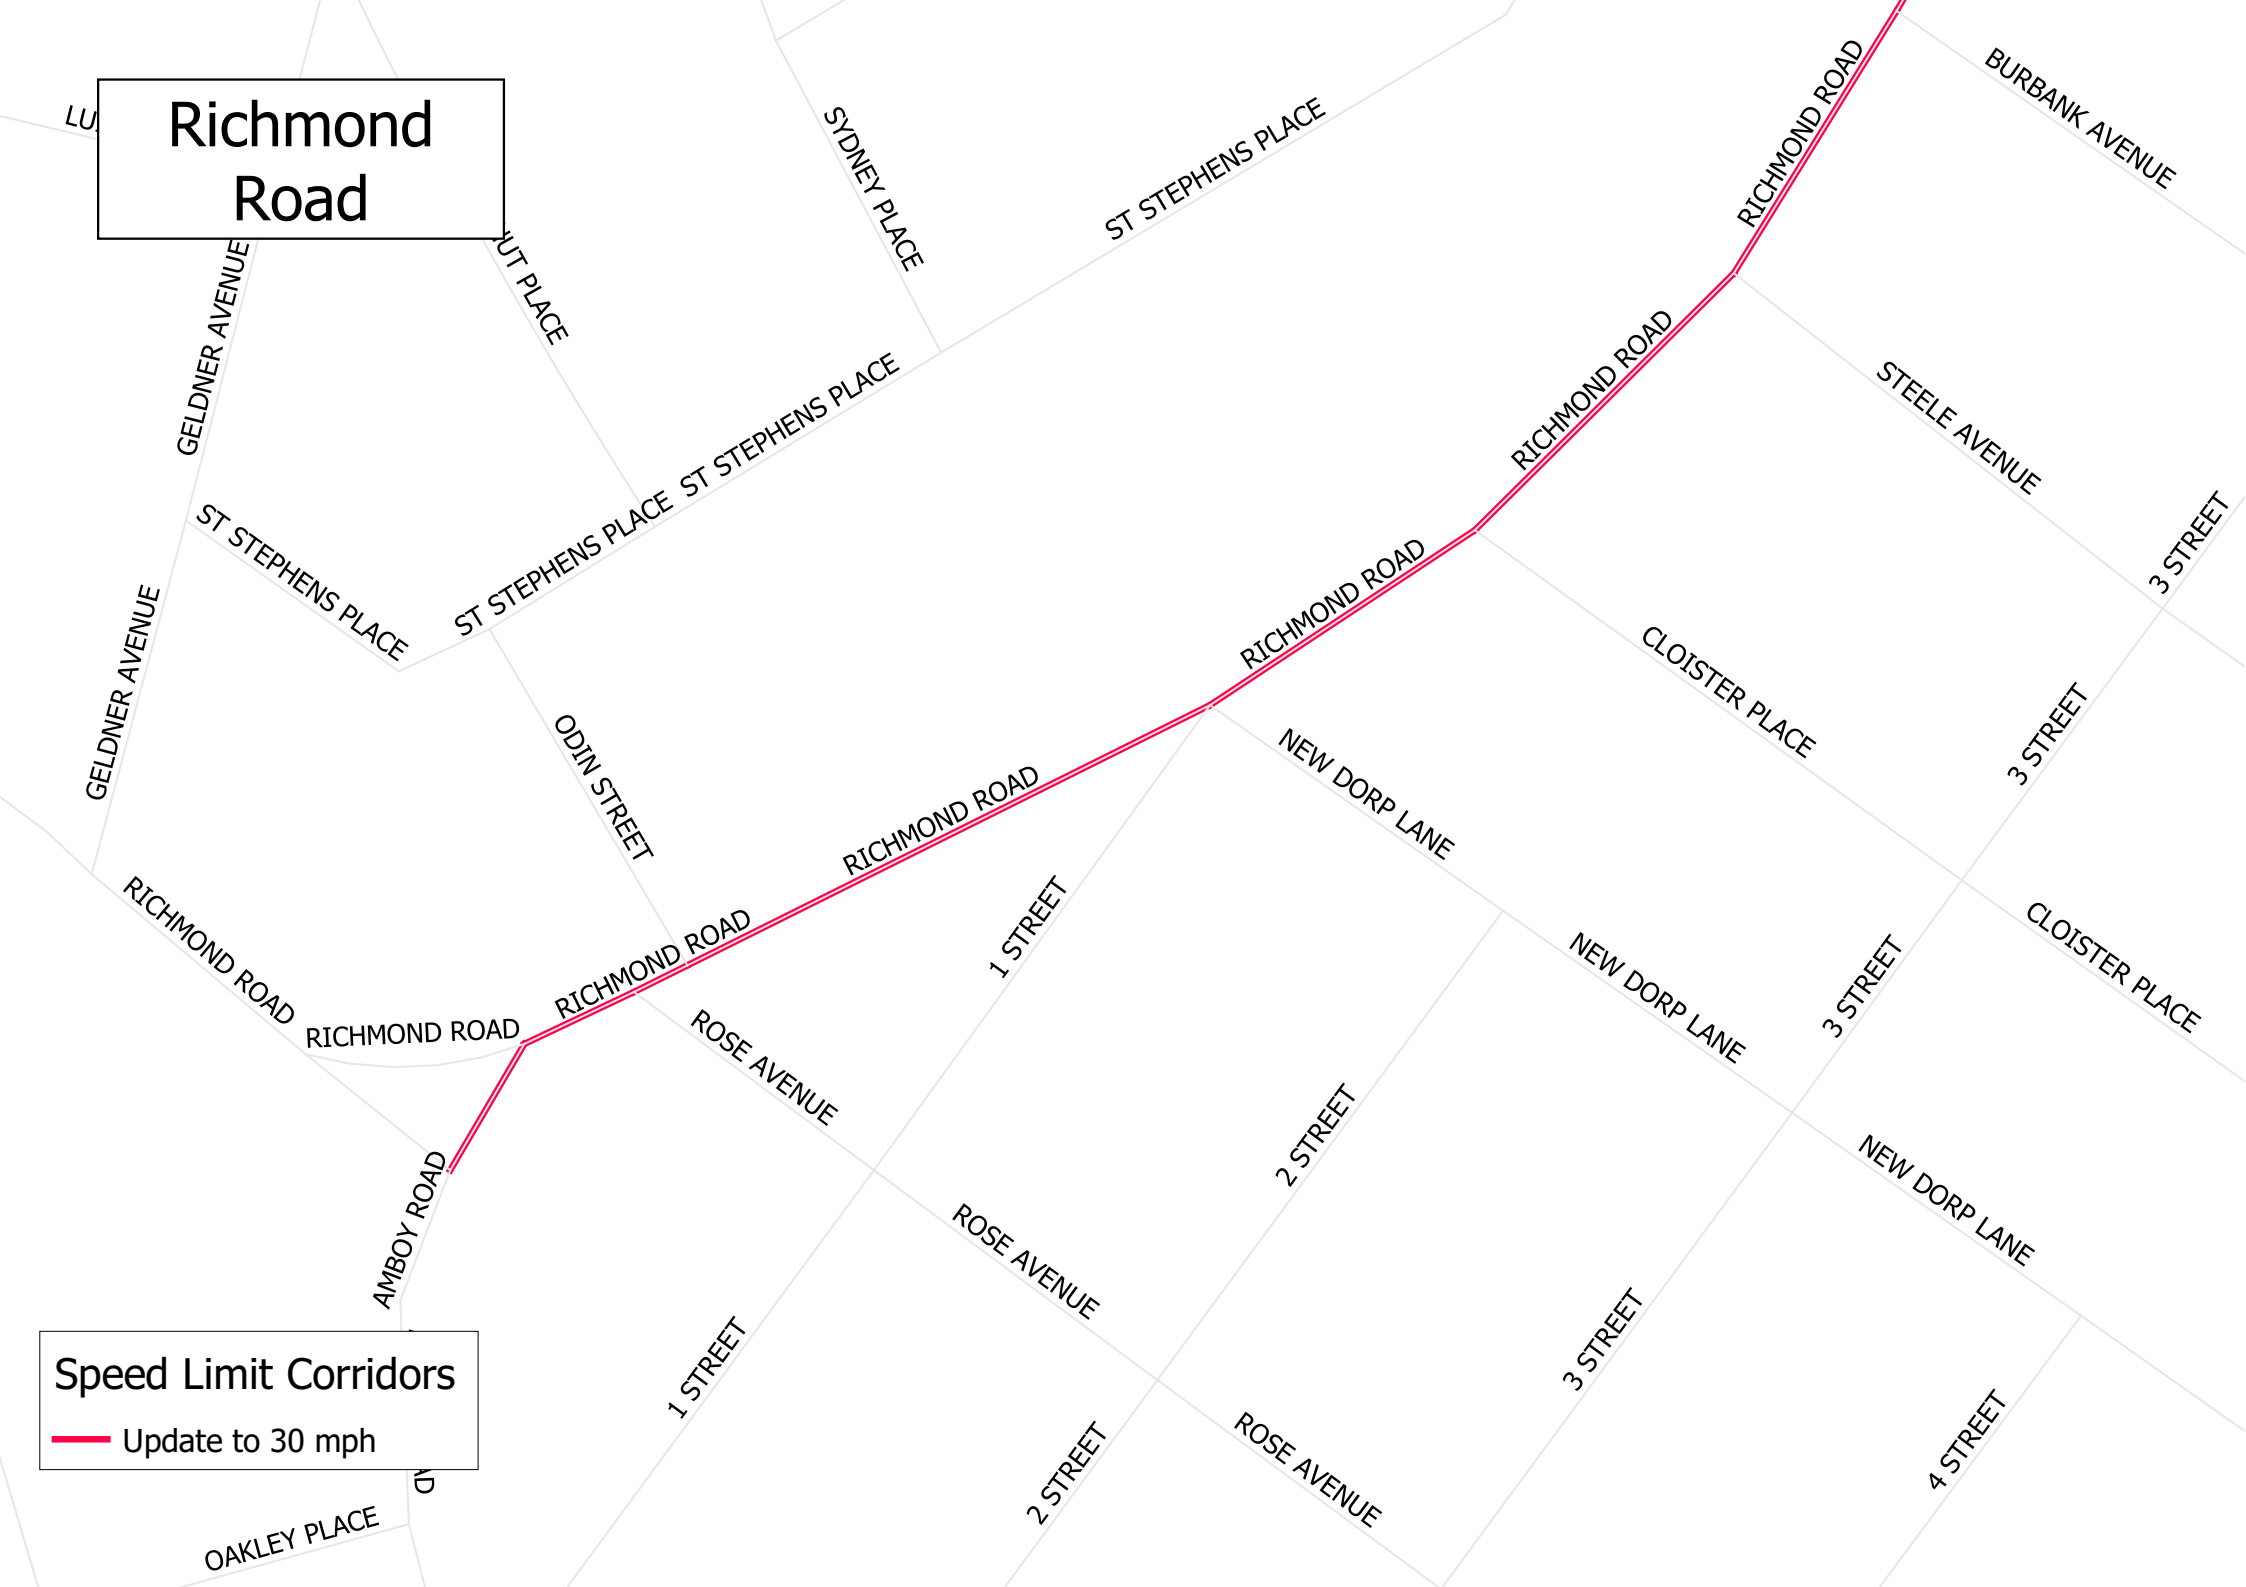 Richmond
Road
BURBANK AVENUE
RICHMOND ROAD
SYDNEY PLACE
ST STEPHENS PLACE
GELDNER AVENUE
PLACE
RICHMOND ROAD
STEELE AVENUE
ST STEPHENS PLACE
ST STEPHENS PLACE
ST STEPHENS PLACE
3 STREET
RICHMOND ROAD
GELDNER AVENUE
CLOISTER PLACE
3 STREET
ODIN STREET
NEW DORP LANE
RICHMOND ROAD
RICHMOND ROAD
1 STREET
RICHMOND ROAD
CLOISTER PLACE
NEW DORP LANE
3 STREET
RICHMOND ROAD
ROSE AVENUE
2 STREET
AMBOY ROAD
NEW DORP LANE
ROSE AVENUE
3 STREET
1 STREET
Speed Limit Corridors
Update to 30 mph
4 STREET
2 STREET
ROSE AVENUE
OAKLEY PLACE